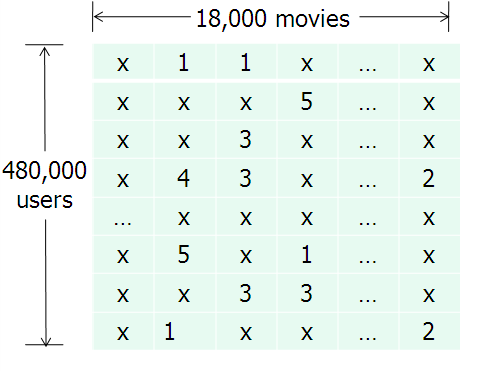 18,000 movies
x 1 1 x ... x
x x x 5 ... x
x x 3 x ... x
480,000
users
x 4 3 x ... 2
... x x x ... x
x 5 x 1 ... x
x x 3 3 ... x
x 1 x x ... 2